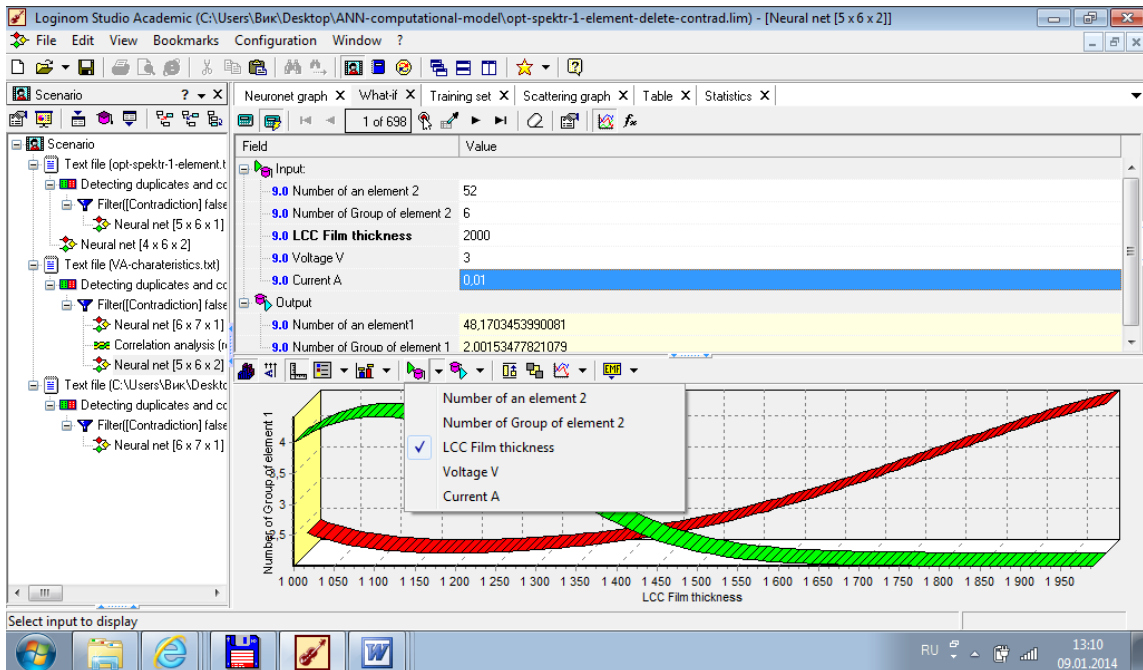 Loginom Studio Academic (C:\Users\Вик\Desktop\ANN-computational-model\opt-spektr-1-element-delete-contrad.lim) - [Neural net [5 x 6 x 2]]
File Edit View Bookmarks Configuration Window ?
Scenario ?
Neuronet graph X What-if X Training set X Scattering graph X Table X Statistics X
1 of 698
Scenario
Text file (opt-spektr-1-element.t
Detecting duplicates and cc
Filter([Contradiction] false
Neural net [5 x 6 x 1]
Neural net [4 x 6 x 2]
Text file (VA-charateristics.txt)
Detecting duplicates and cc
Filter([Contradiction] false
Neural net [6 x 7 x 1]
Correlation analysis (r
Neural net [5 x 6 x 2]
Text file (C:\Users\Вик\Deskto
Detecting duplicates and cc
Filter([Contradiction] false
Neural net [6 x 7 x 1]
Field Value
Input:
9.0 Number of an element 2 52
9.0 Number of Group of element 2 6
9.0 LCC Film thickness 2000
9.0 Voltage V 3
9.0 Current A 0,01
Output
9.0 Number of an element1 48,1703453990081
9.0 Number of Group of element 1 2.00153477821079
EMF
Number of an element 2
Number of Group of element 2
LCC Film thickness
Voltage V
Current A
Number of Group of element 1
4
3,5
3
2,5
1 000 1 050 1 100 1 150 1 200 1 250 1 300 1 350 1 400 1 450 1 500 1 550 1 600 1 650 1 700 1 750 1 800 1 850 1 900 1 950
LCC Film thickness
Select input to display
RU
13:10
09.01.2014